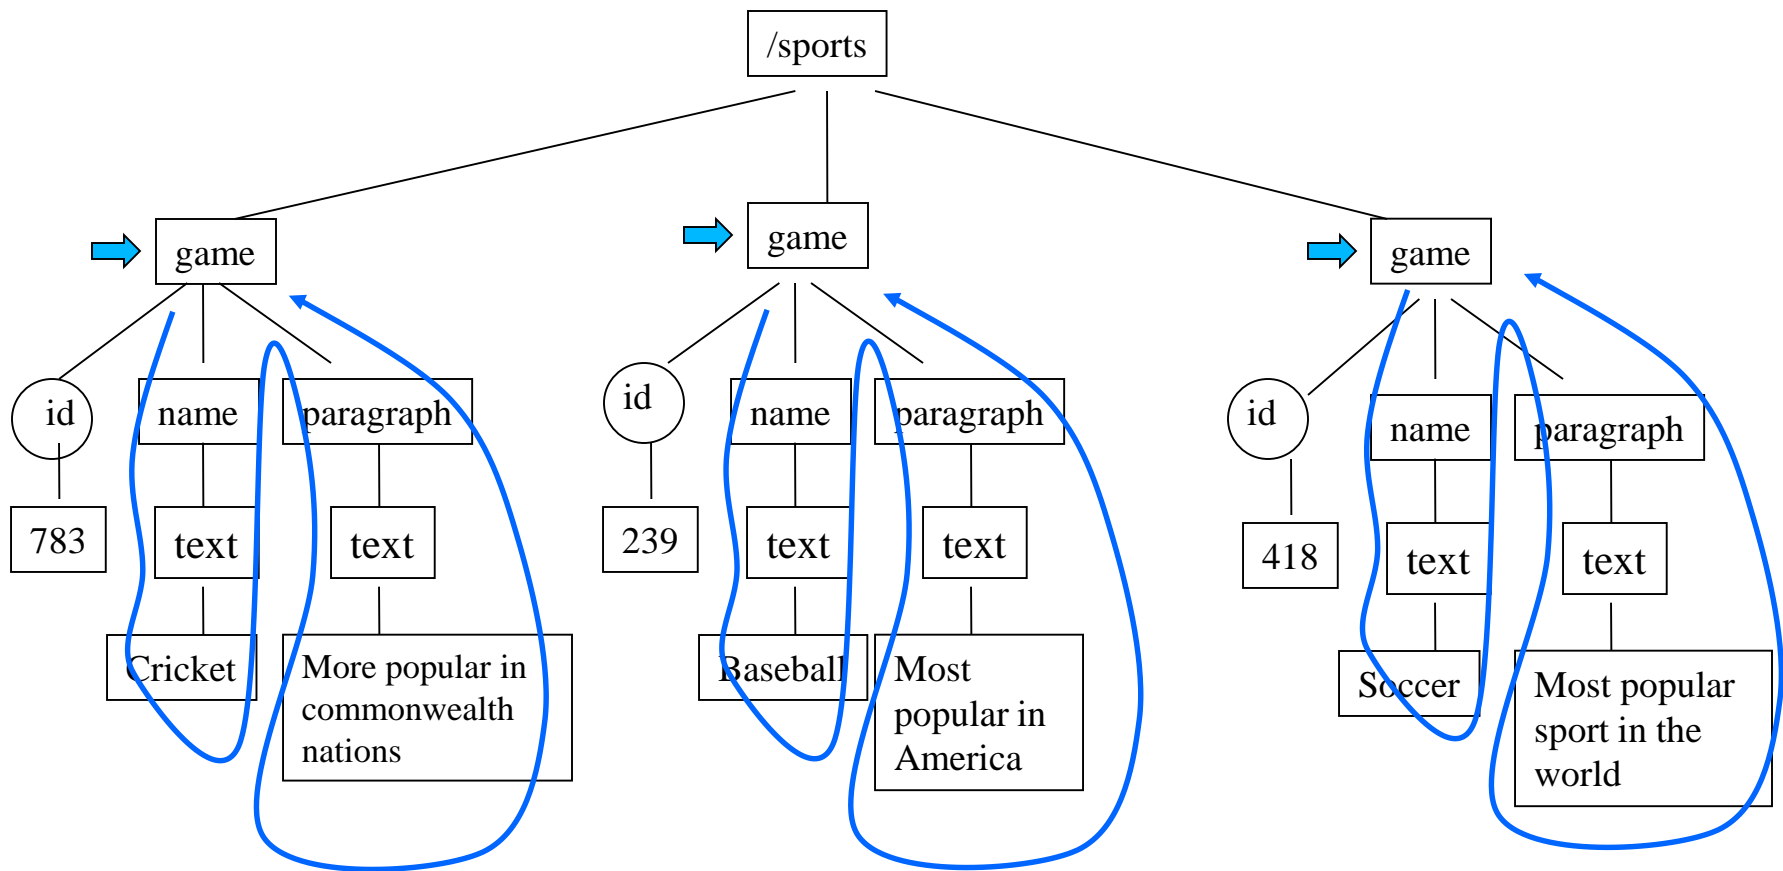 /sports
game
game
game
id
name
paragraph
id
name
paragraph
id
name
paragraph
783
text
text
239
text
text
418
text
text
Cricket
More popular in
commonwealth
nations
Baseball
Most
popular in
America
Soccer
Most popular
sport in the
world